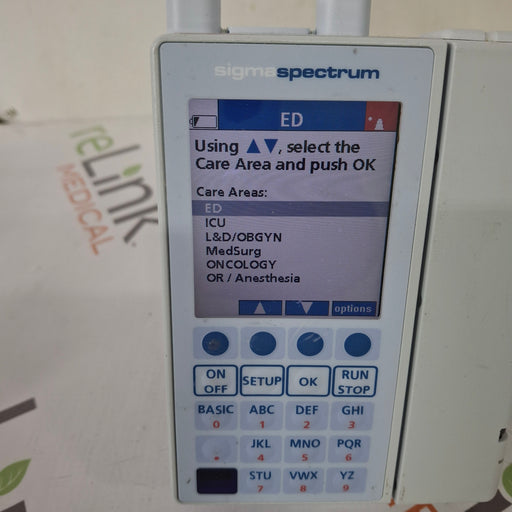 sigmaspectrum
ED
Using ▲▼, select the
Care Area and push OK
Care Areas:
ED
ICU
L&D/OBGYN
MedSurg
ONCOLOGY
OR / Anesthesia
options
ON OFF SETUP OK RUN STOP
BASIC ABC DEF GHI
0 1 2 3
JKL MNO PQR
. 4 5 6
STU VWX YZ
7 8 9
reLink
MEDICAL